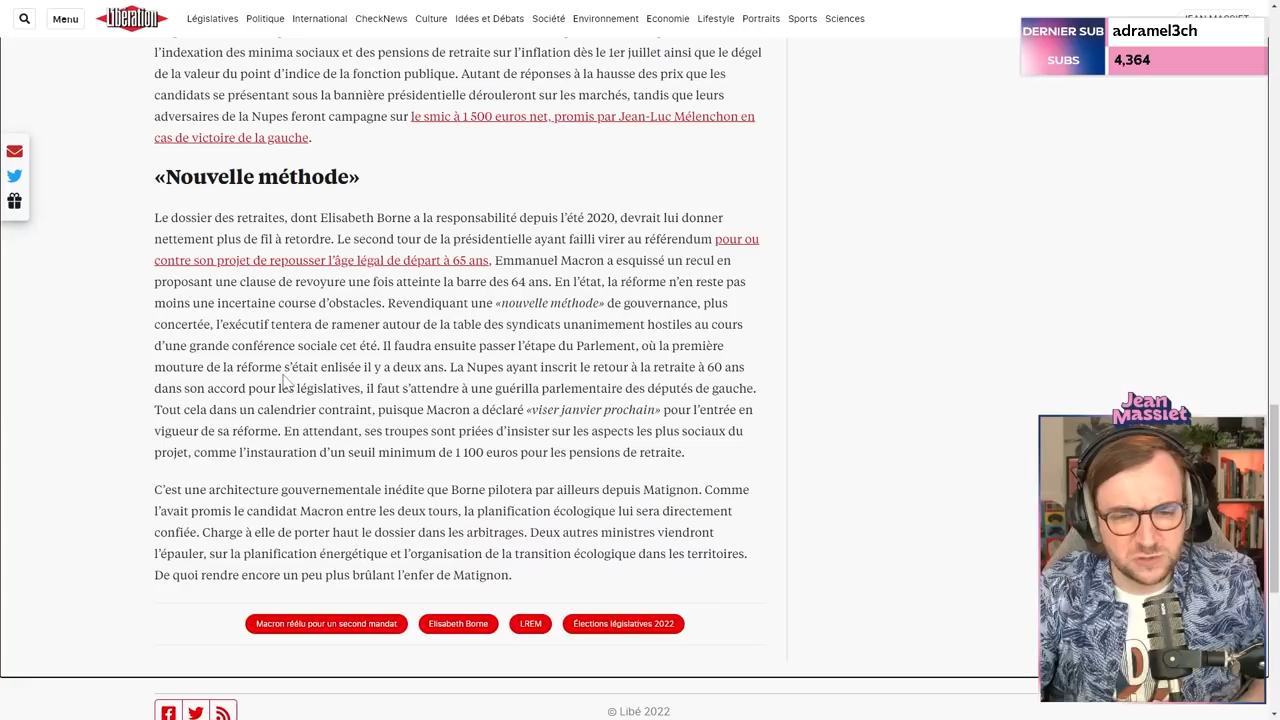 Menu
Libération
Législatives Politique International CheckNews Culture Idées et Débats Société Environnement Economie Lifestyle Portraits Sports Sciences
JEAN MASSIET
DERNIER SUB adramel3ch
SUBS 4,364
l’indexation des minima sociaux et des pensions de retraite sur l’inflation dès le 1er juillet ainsi que le dégel
de la valeur du point d’indice de la fonction publique. Autant de réponses à la hausse des prix que les
candidats se présentant sous la bannière présidentielle dérouleront sur les marchés, tandis que leurs
adversaires de la Nupes feront campagne sur le smic à 1 500 euros net, promis par Jean-Luc Mélenchon en
cas de victoire de la gauche.
«Nouvelle méthode»
Le dossier des retraites, dont Elisabeth Borne a la responsabilité depuis l’été 2020, devrait lui donner
nettement plus de fil à retordre. Le second tour de la présidentielle ayant failli virer au référendum pour ou
contre son projet de repousser l’âge légal de départ à 65 ans, Emmanuel Macron a esquissé un recul en
proposant une clause de revoyure une fois atteinte la barre des 64 ans. En l’état, la réforme n’en reste pas
moins une incertaine course d’obstacles. Revendiquant une «nouvelle méthode» de gouvernance, plus
concertée, l’exécutif tentera de ramener autour de la table des syndicats unanimement hostiles au cours
d’une grande conférence sociale cet été. Il faudra ensuite passer l’étape du Parlement, où la première
mouture de la réforme s’était enlisée il y a deux ans. La Nupes ayant inscrit le retour à la retraite à 60 ans
dans son accord pour les législatives, il faut s’attendre à une guérilla parlementaire des députés de gauche.
Tout cela dans un calendrier contraint, puisque Macron a déclaré «viser janvier prochain» pour l’entrée en
vigueur de sa réforme. En attendant, ses troupes sont priées d’insister sur les aspects les plus sociaux du
projet, comme l’instauration d’un seuil minimum de 1 100 euros pour les pensions de retraite.
C’est une architecture gouvernementale inédite que Borne pilotera par ailleurs depuis Matignon. Comme
l’avait promis le candidat Macron entre les deux tours, la planification écologique lui sera directement
confiée. Charge à elle de porter haut le dossier dans les arbitrages. Deux autres ministres viendront
l’épauler, sur la planification énergétique et l’organisation de la transition écologique dans les territoires.
De quoi rendre encore un peu plus brûlant l’enfer de Matignon.
Macron réélu pour un second mandat Elisabeth Borne LREM Élections législatives 2022
Jean
Massiet
© Libé 2022